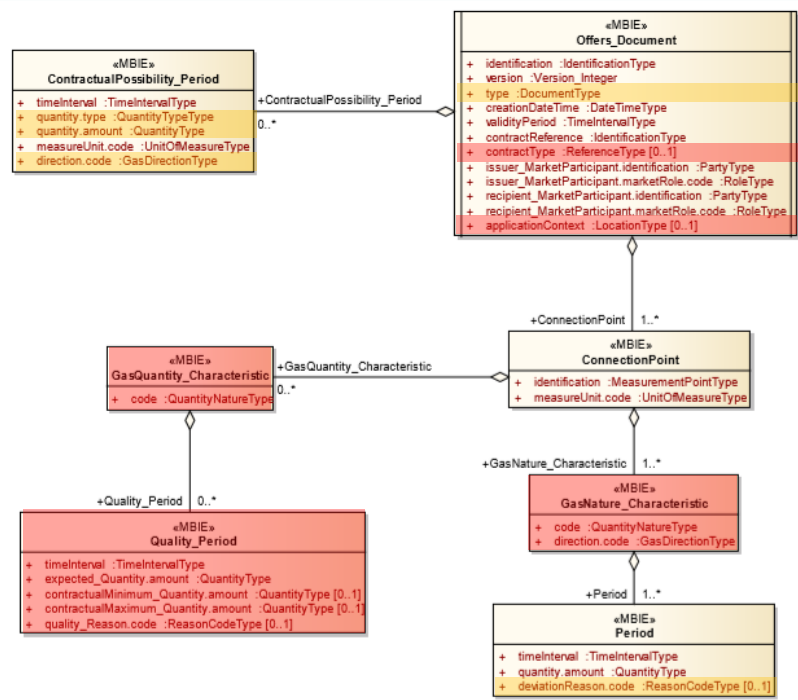 «MBIE»
Offers_Document
+ identification :IdentificationType
+ version :Version_Integer
+ type :DocumentType
+ creationDateTime :DateTimeType
+ validityPeriod :TimeIntervalType
+ contractReference :IdentificationType
+ contractType :ReferenceType [0..1]
+ issuer_MarketParticipant.identification :PartyType
+ issuer_MarketParticipant.marketRole.code :RoleType
+ recipient_MarketParticipant.identification :PartyType
+ recipient_MarketParticipant.marketRole.code :RoleType
+ applicationContext :LocationType [0..1]
«MBIE»
ContractualPossibility_Period
+ timeInterval :TimeIntervalType
+ quantity.type :QuantityTypeType
+ quantity.amount :QuantityType
+ measureUnit.code :UnitOfMeasureType
+ direction.code :GasDirectionType
+ContractualPossibility_Period
0..*
+ConnectionPoint 1..*
«MBIE»
ConnectionPoint
+ identification :MeasurementPointType
+ measureUnit.code :UnitOfMeasureType
+GasQuantity_Characteristic
0..*
«MBIE»
GasQuantity_Characteristic
+ code :QuantityNatureType
+GasNature_Characteristic 1..*
«MBIE»
GasNature_Characteristic
+ code :QuantityNatureType
+ direction.code :GasDirectionType
+Quality_Period 0..*
«MBIE»
Quality_Period
+ timeInterval :TimeIntervalType
+ expected_Quantity.amount :QuantityType
+ contractualMinimum_Quantity.amount :QuantityType [0..1]
+ contractualMaximum_Quantity.amount :QuantityType [0..1]
+ quality_Reason.code :ReasonCodeType [0..1]
+Period 1..*
«MBIE»
Period
+ timeInterval :TimeIntervalType
+ quantity.amount :QuantityType
+ deviationReason.code :ReasonCodeType [0..1]